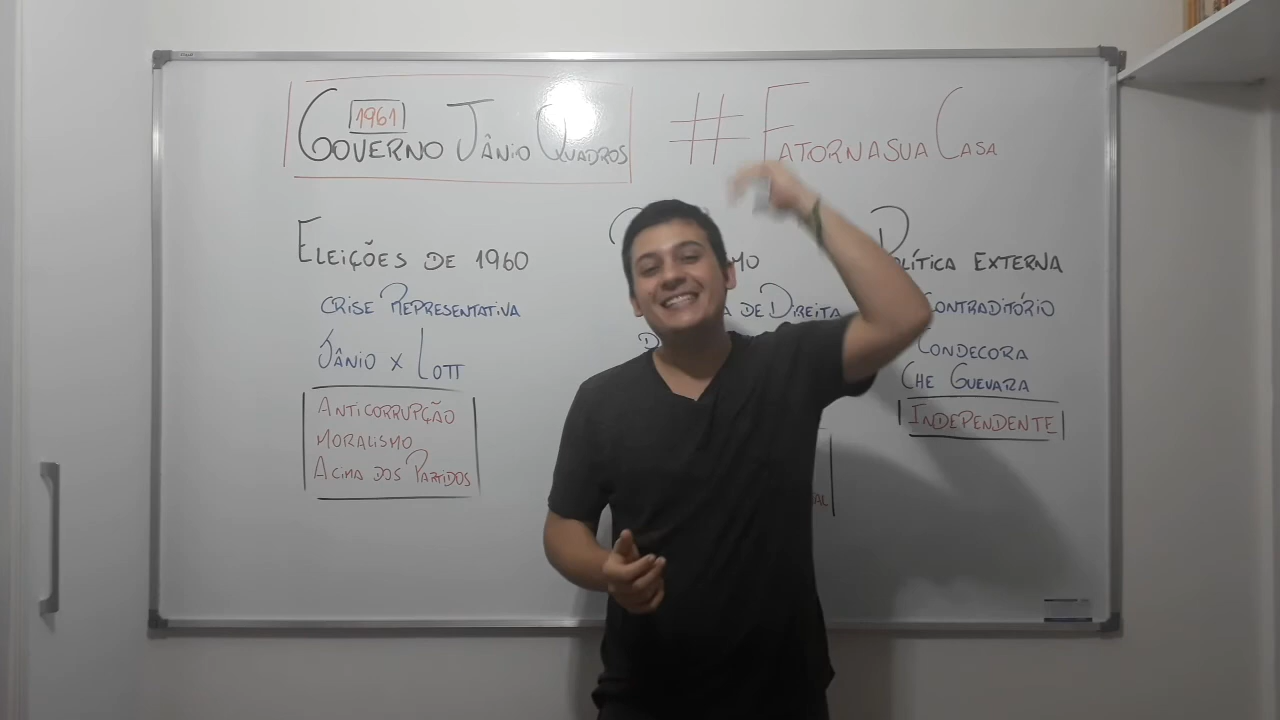 1961
Governo Jânio Quadros
#FatornasuaCasa
Eleições de 1960
Crise Representativa
Jânio x Lott
Anticorrupção
Moralismo
Acima dos Partidos
de Direita
Política Externa
Contraditório
Condecora
Che Guevara
Independente